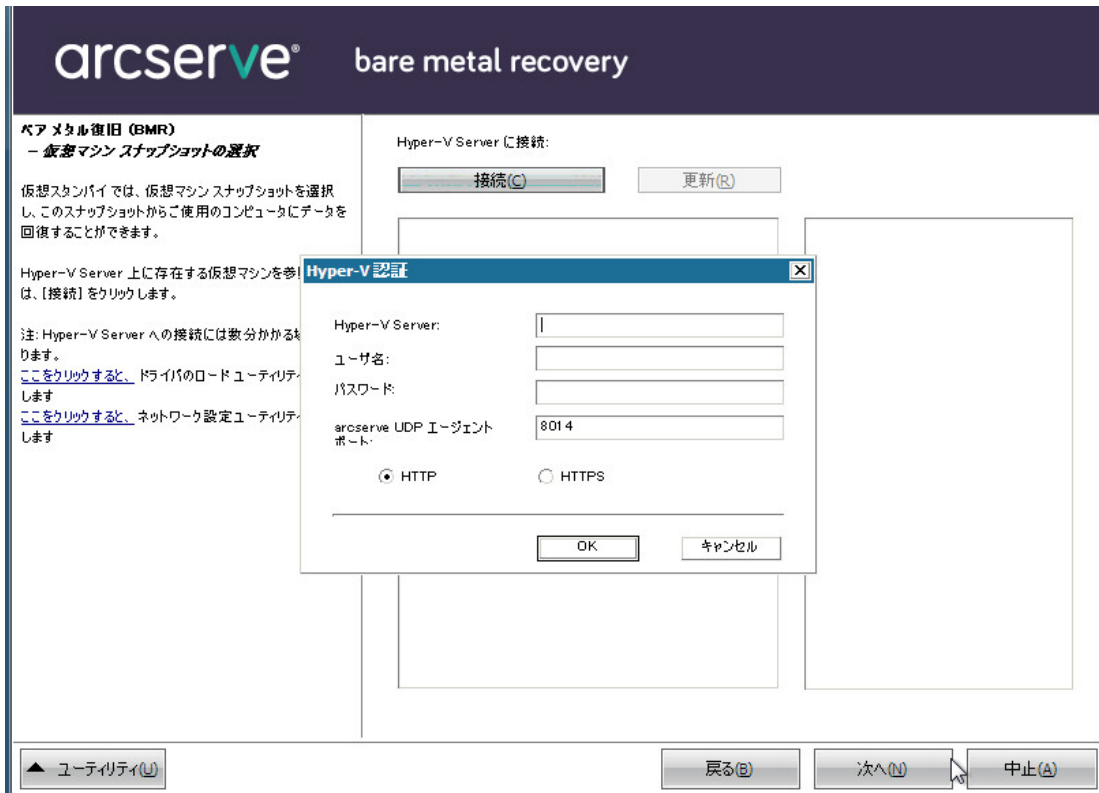 arcserve®
bare metal recovery
ベア メタル復旧 (BMR)
- 仮想マシン スナップショットの選択
仮想スタンバイ では、仮想マシン スナップショットを選択
し、このスナップショットからご使用のコンピュータにデータを
回復することができます。
Hyper-V Server 上に存在する仮想マシンを参
は、[接続] をクリックします。
注: Hyper-V Server への接続には数分かかる
ります。
ここをクリックすると、ドライバのロード ユーティリティ
します
ここをクリックすると、ネットワーク設定ユーティリティ
します
Hyper-V Server に接続:
接続(C)
更新(R)
Hyper-V 認証
Hyper-V Server:
ユーザ名:
パスワード:
arcserve UDP エージェント
ポート:
8014
HTTP
HTTPS
OK
キャンセル
ユーティリティ(U)
戻る(B)
次へ(N)
中止(A)